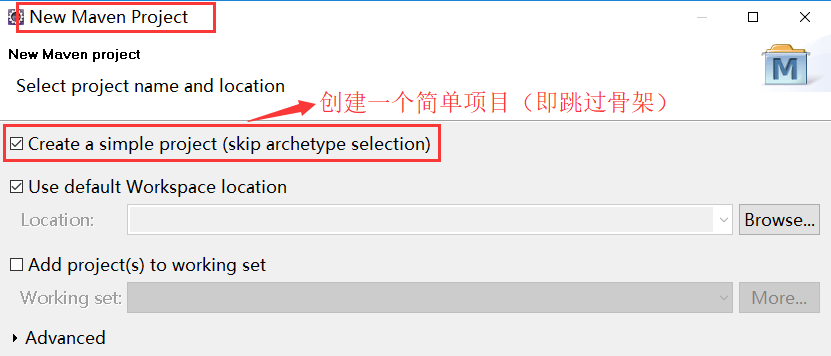 New Maven Project
New Maven project
Select project name and location
创建一个简单项目（即跳过骨架）
Create a simple project (skip archetype selection)
Use default Workspace location
Location:
Browse...
Add project(s) to working set
Working set:
More...
Advanced